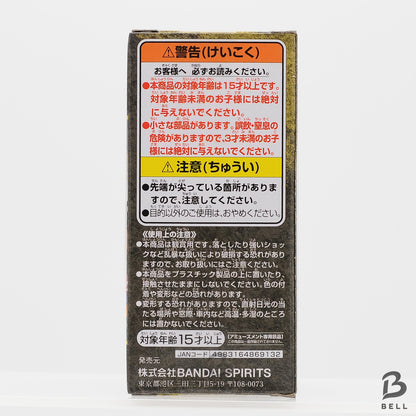 ⚠警告(けいこく)
お客様へ 必ずお読みください。
●本商品の対象年齢は15才以上です。
対象年齢未満のお子様には絶対
に与えないでください。
●小さな部品があります。誤飲・窒息の
危険がありますので、3才未満のお子
様には絶対に与えないでください。
⚠注意(ちゅうい)
●先端が尖っている箇所がありま
すので、ご注意ください。
●目的以外のご使用は、おやめください。
《使用上の注意》
●本商品は観賞用です。落としたり強いショッ
クなど乱暴な扱いにより破損する恐れがあり
ます。お取り扱いにはご注意ください。
●本商品をプラスチック製品の上に置いたり、
接触させたままにしないでください。色の付
着や変形などの恐れがあります。
●変形する恐れがありますので、直射日光の当
たる場所や窓際・車内など高温・多湿のところ
には置かないでください。
対象年齢15才以上
【アミューズメント専用景品】
JANコード 4983164869132
発売元
株式会社BANDAI SPIRITS
東京都港区三田三丁目5-19 〒108-0073
B
BELL